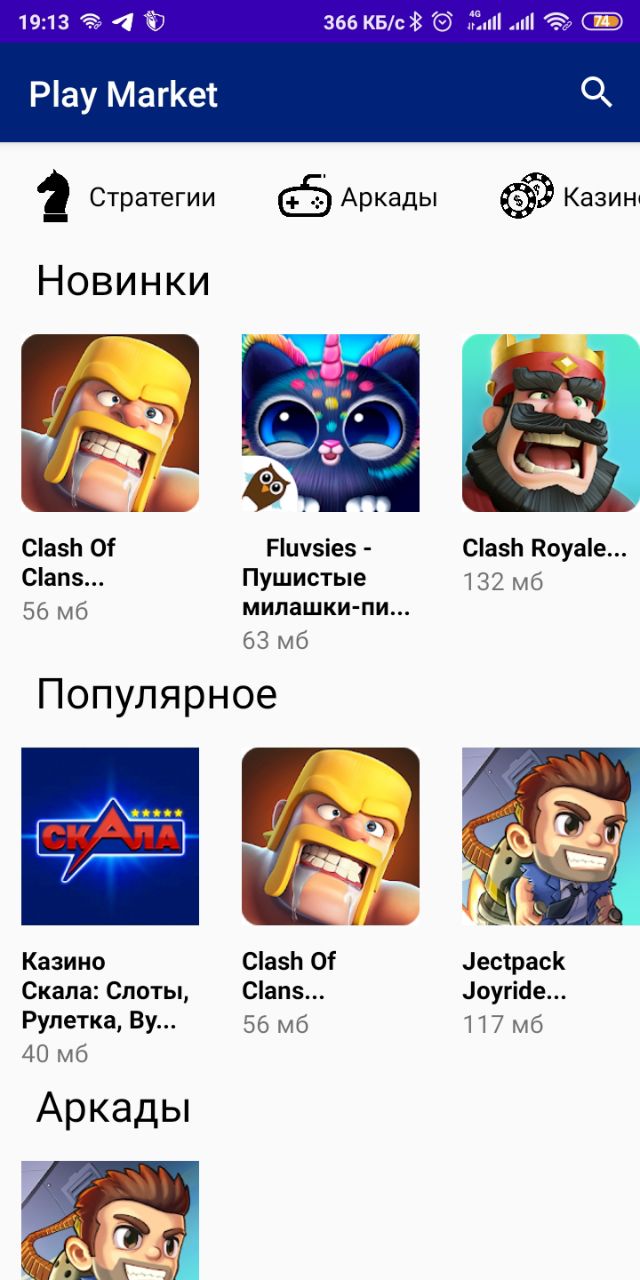 19:13 366 КБ/с 4G 74
Play Market
Стратегии Аркады Казино
Новинки
Clash Of
Clans...
56 мб
Fluvsies -
Пушистые
милашки-пи...
63 мб
Clash Royale...
132 мб
Популярное
СКАЛА
Казино
Скала: Слоты,
Рулетка, Ву...
40 мб
Clash Of
Clans...
56 мб
Jectpack
Joyride...
117 мб
Аркады